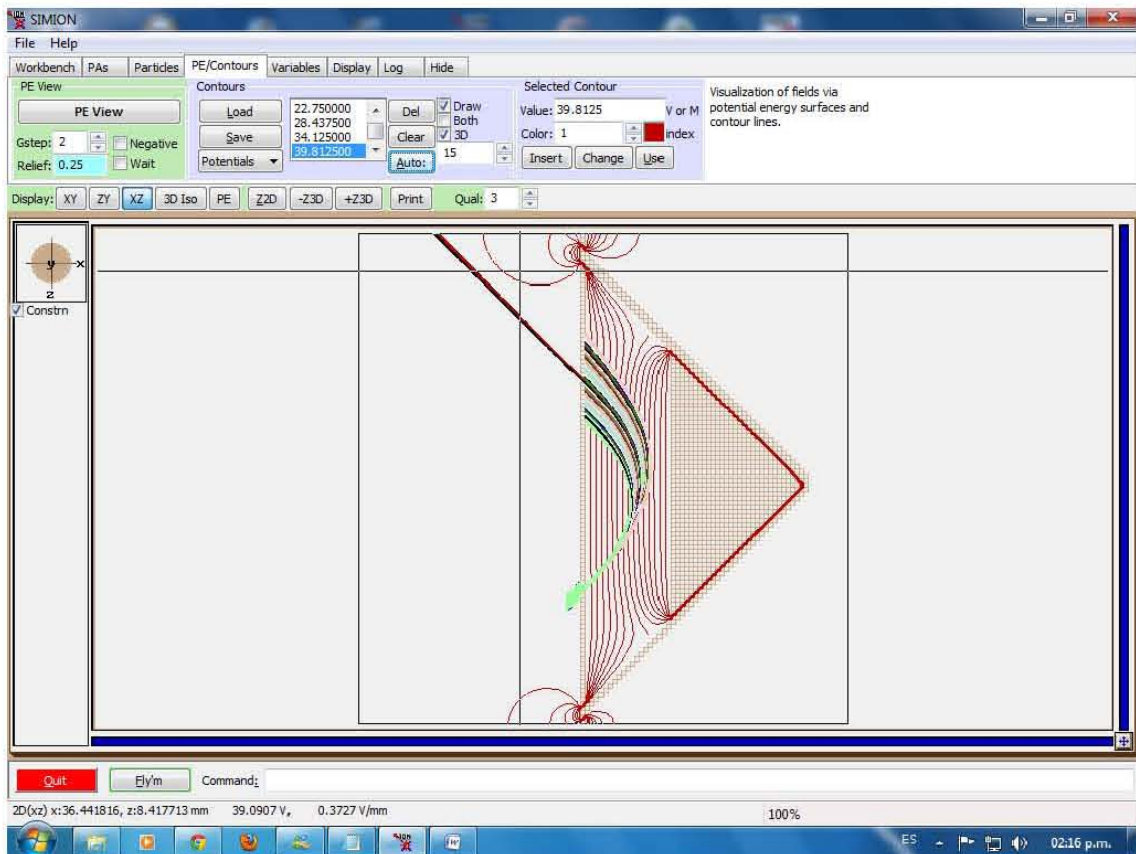 SIMION
File Help
Workbench PAs Particles PE/Contours Variables Display Log Hide
PE View
PE View
Gstep: 2 Negative
Relief: 0.25 Wait
Contours
Load
Save
Potentials
22.750000
28.437500
34.125000
39.812500
Del
Clear
Auto:
Draw
Both
3D
15
Selected Contour
Value: 39.8125 V or M
Color: 1 index
Insert Change Use
Visualization of fields via
potential energy surfaces and
contour lines.
Display: XY ZY XZ 3D Iso PE Z2D -Z3D +Z3D Print Qual: 3
y x
z
Constrn
Quit Fly'm Command:
2D(xz) x:36.441816, z:8.417713 mm 39.0907 V, 0.3727 V/mm 100%
ES 02:16 p.m.